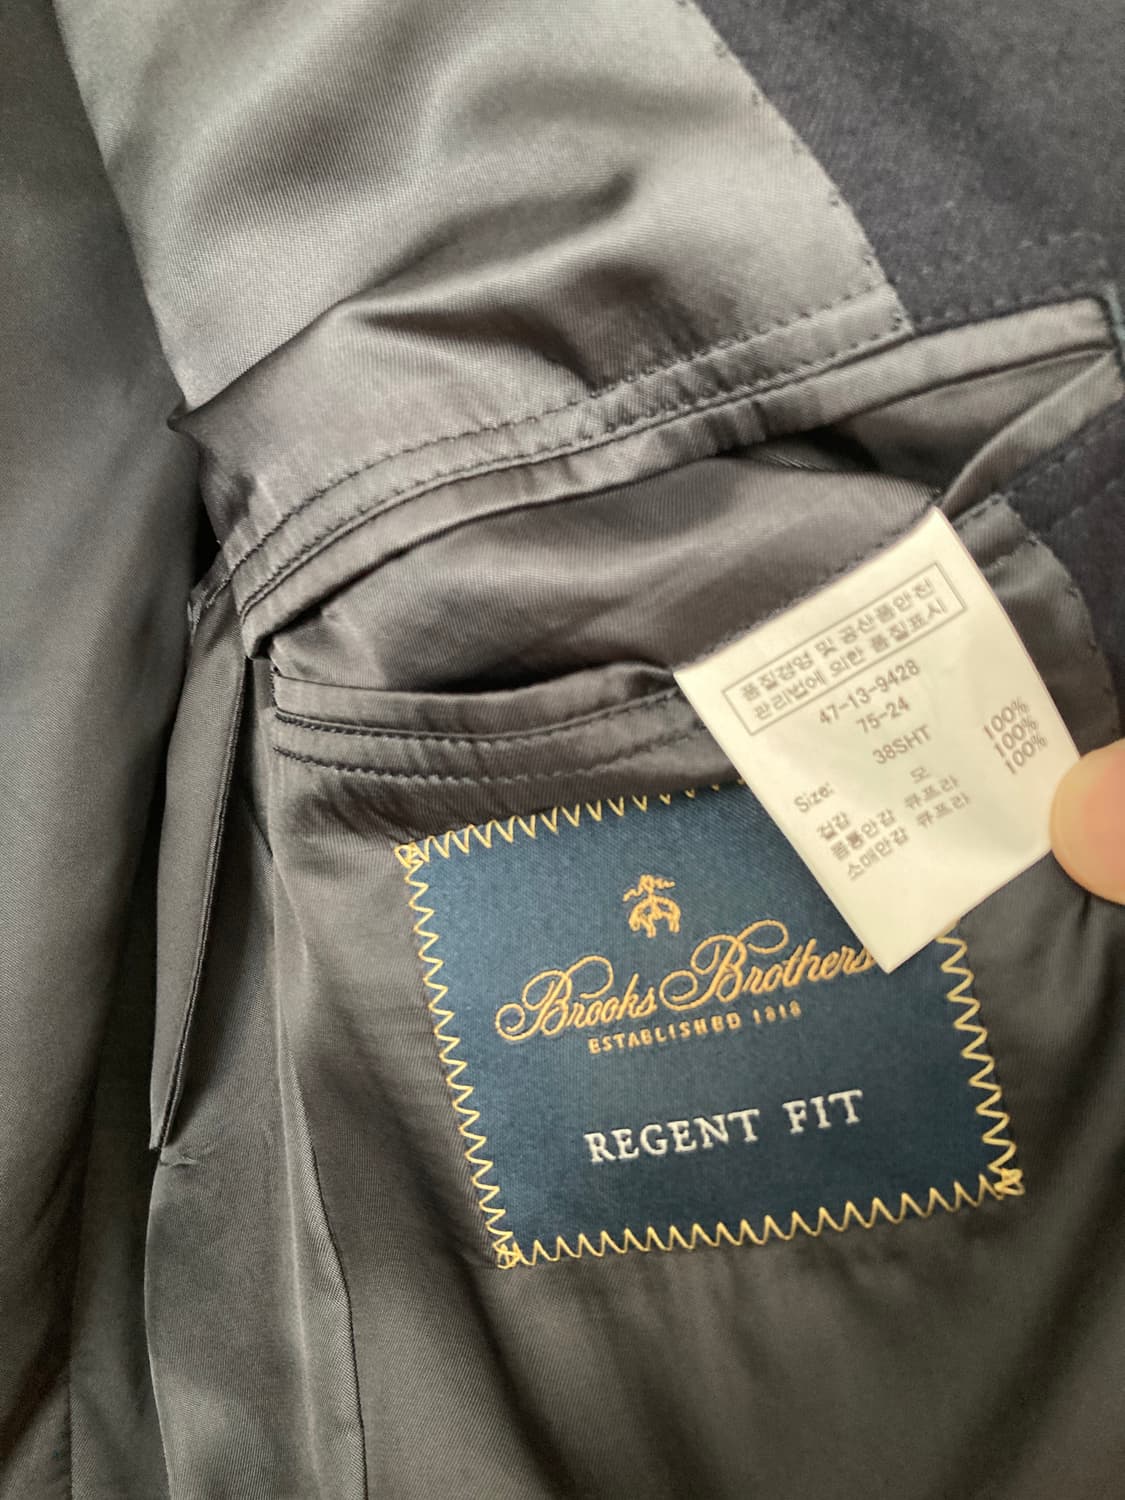 품질경영 및 공산품안전
관리법에 의한 품질표시
47-13-9428
75-24
Size: 38SHT
겉감 모 100%
몸통안감 큐프라 100%
소매안감 큐프라 100%
Brooks Brothers
ESTABLISHED 1818
REGENT FIT